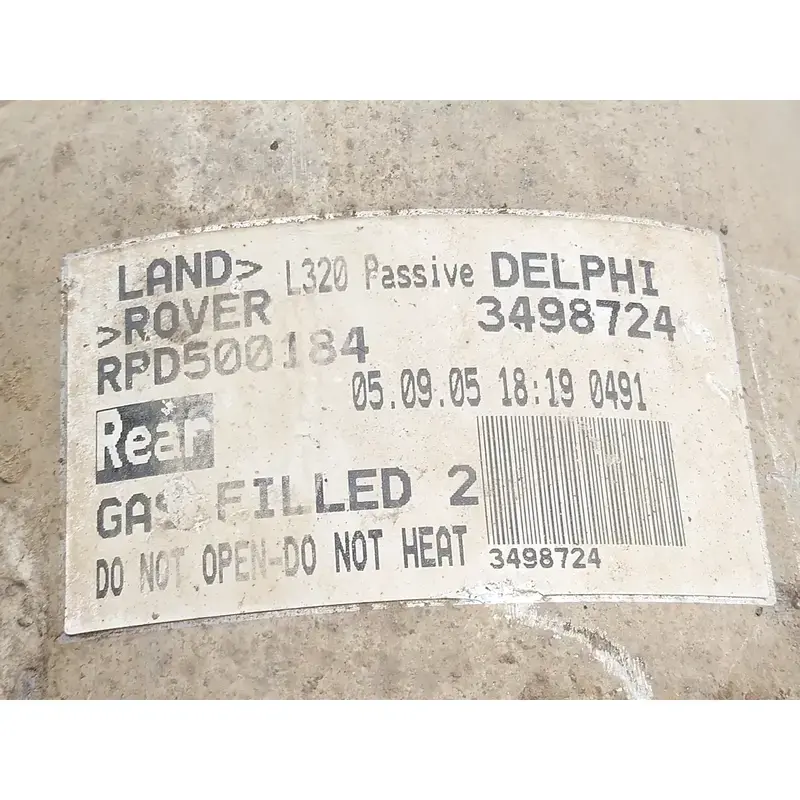 LAND> L320 Passive DELPHI
>ROVER 3498724
RPD500184
05.09.05 18:19 0491
Rear
GAS FILLED 2
DO NOT OPEN-DO NOT HEAT
3498724